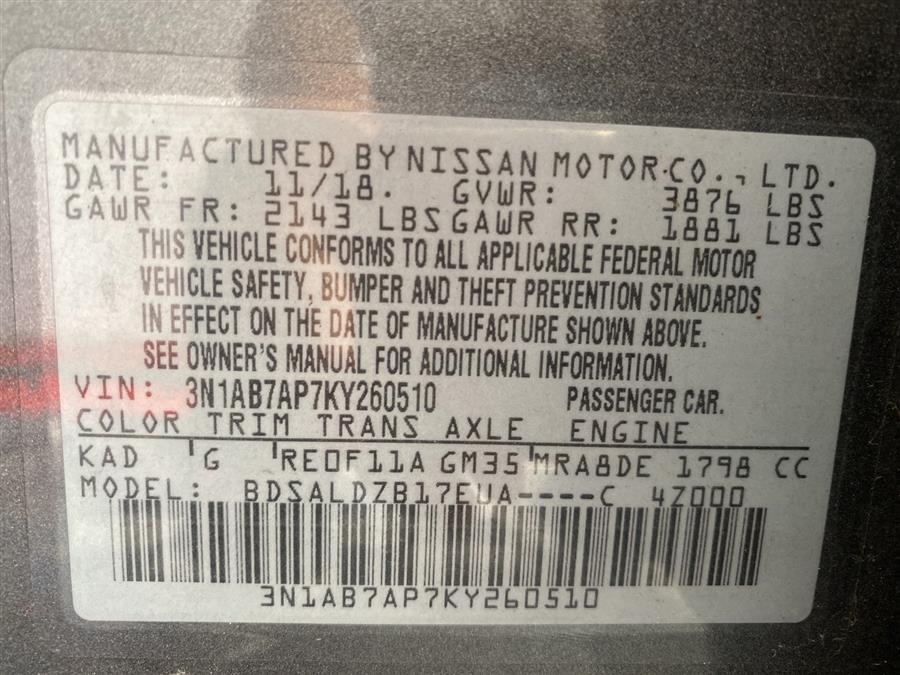 MANUFACTURED BY NISSAN MOTOR CO., LTD.
DATE: 11/18. GVWR: 3876 LBS
GAWR FR: 2143 LBS GAWR RR: 1881 LBS
THIS VEHICLE CONFORMS TO ALL APPLICABLE FEDERAL MOTOR
VEHICLE SAFETY, BUMPER AND THEFT PREVENTION STANDARDS
IN EFFECT ON THE DATE OF MANUFACTURE SHOWN ABOVE.
SEE OWNER'S MANUAL FOR ADDITIONAL INFORMATION.
VIN: 3N1AB7AP7KY260510 PASSENGER CAR.
COLOR TRIM TRANS AXLE ENGINE
KAD G RE0F11A GM35 MRA8DE 1798 CC
MODEL: BDSALDZB17EUA----C 4Z000
3N1AB7AP7KY260510